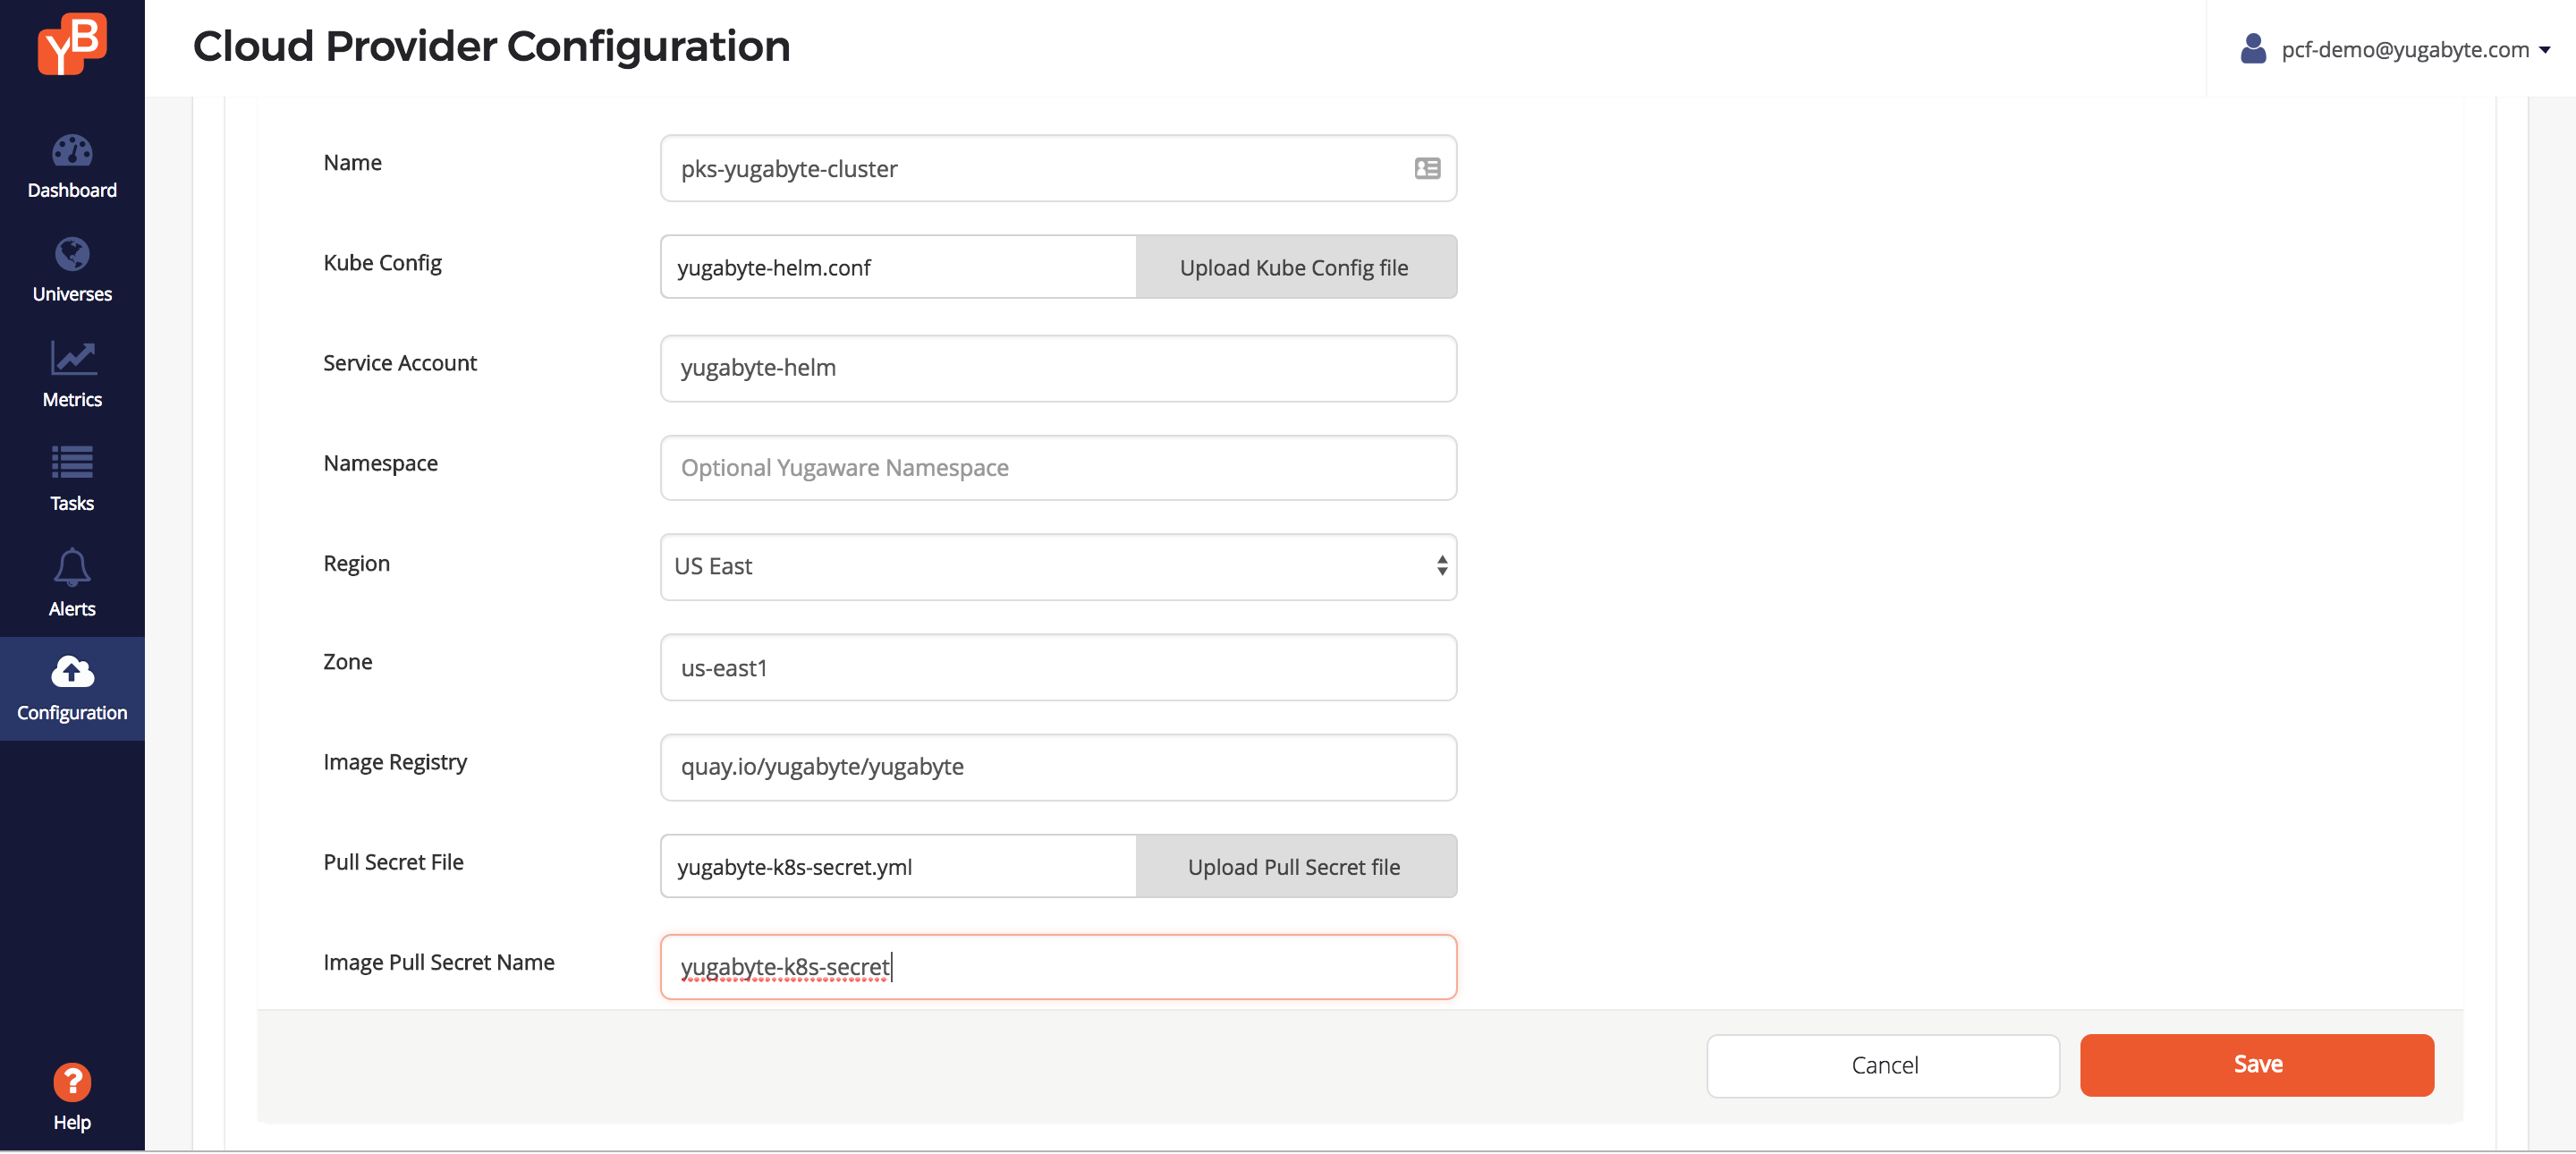 YB
Cloud Provider Configuration
pcf-demo@yugabyte.com
Dashboard
Universes
Metrics
Tasks
Alerts
Configuration
?
Help
Name
pks-yugabyte-cluster
Kube Config
yugabyte-helm.conf
Upload Kube Config file
Service Account
yugabyte-helm
Namespace
Optional Yugaware Namespace
Region
US East
Zone
us-east1
Image Registry
quay.io/yugabyte/yugabyte
Pull Secret File
yugabyte-k8s-secret.yml
Upload Pull Secret file
Image Pull Secret Name
yugabyte-k8s-secret
Cancel
Save